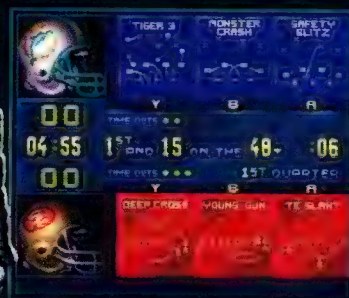 TIGER 3 MONSTER CRASH SAFETY BLITZ
Y B A
00 TIME OUTS
04:55 1ST AND 15 ON THE 48 :06
00 TIME OUTS 1ST QUARTER
Y B A
DEEP CROSS YOUNG GUN TE SLANT